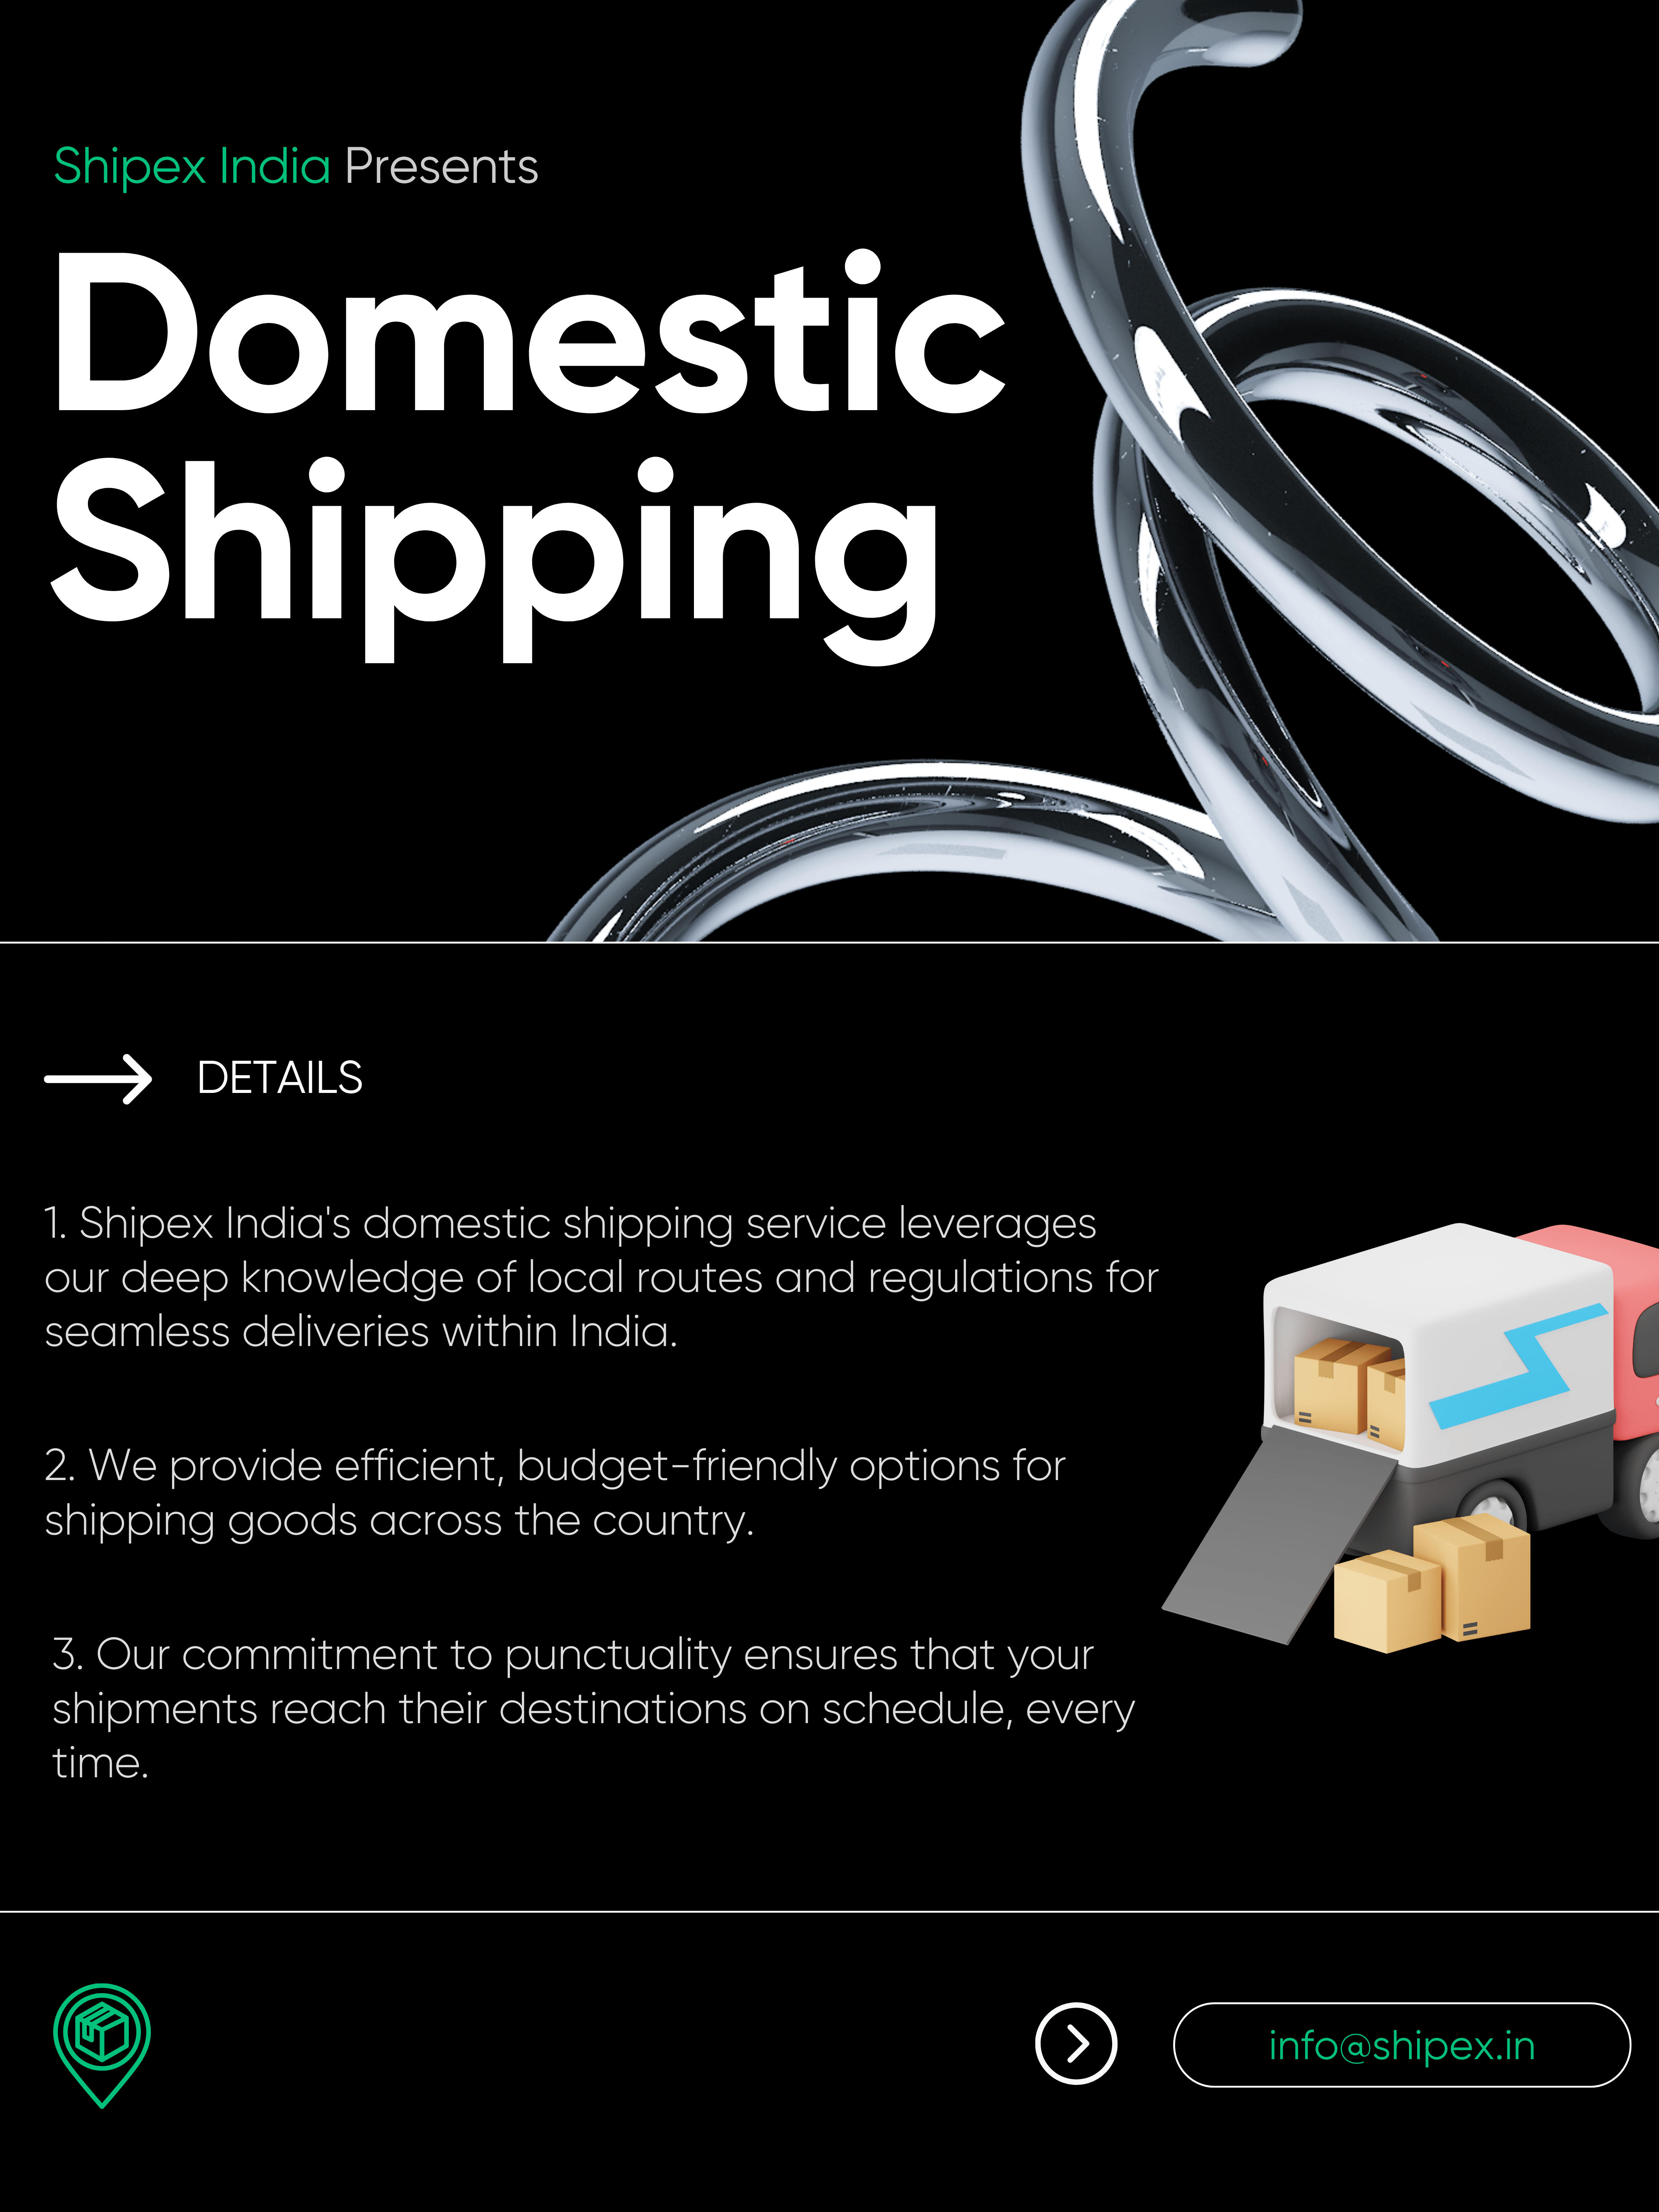 Shipex India Presents
Domestic
Shipping
DETAILS
1. Shipex India's domestic shipping service leverages
our deep knowledge of local routes and regulations for
seamless deliveries within India.
2. We provide efficient, budget-friendly options for
shipping goods across the country.
3. Our commitment to punctuality ensures that your
shipments reach their destinations on schedule, every
time.
info@shipex.in